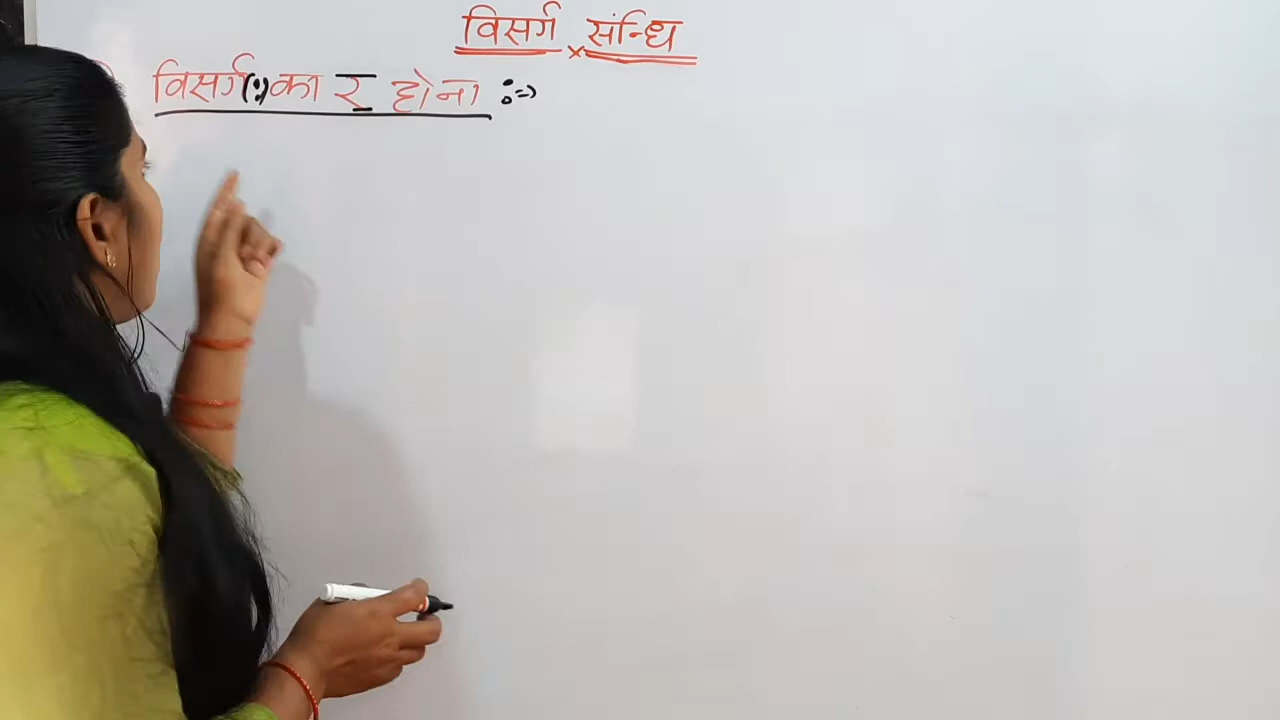 विसर्ग संन्धि
विसर्ग(ः) का र् होना :⇒